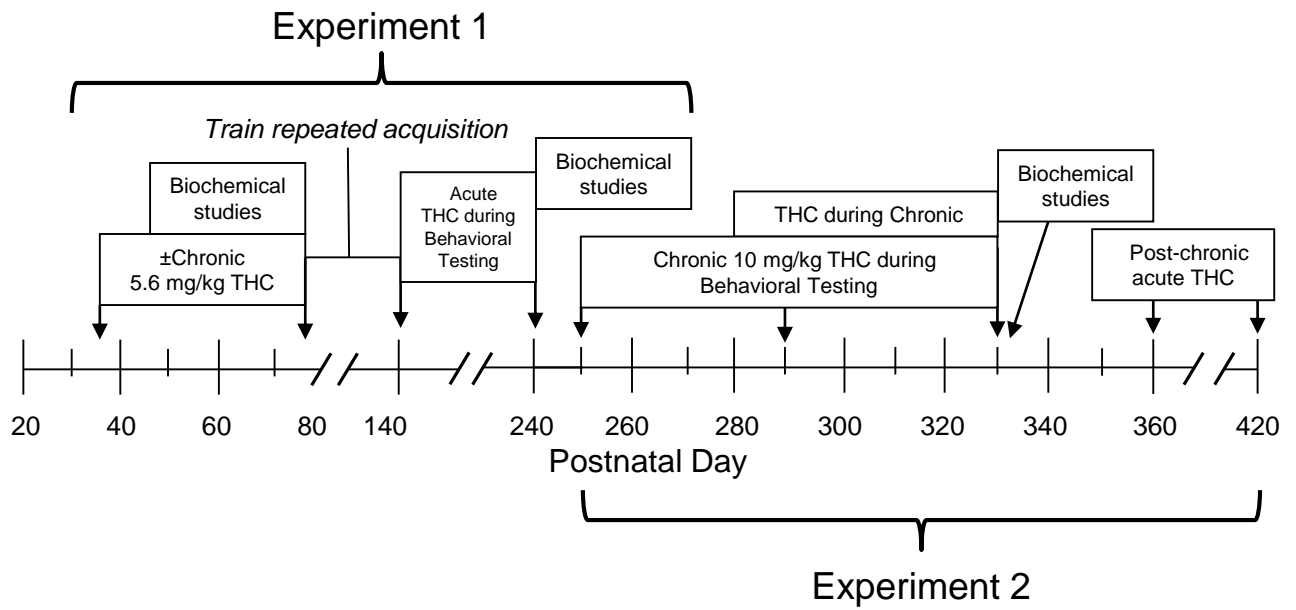 Experiment 1
Train repeated acquisition
Biochemical
studies
±Chronic
5.6 mg/kg THC
Acute
THC during
Behavioral
Testing
Biochemical
studies
THC during Chronic
Chronic 10 mg/kg THC during
Behavioral Testing
Biochemical
studies
Post-chronic
acute THC
20 40 60 80 140 240 260 280 300 320 340 360 420
Postnatal Day
Experiment 2